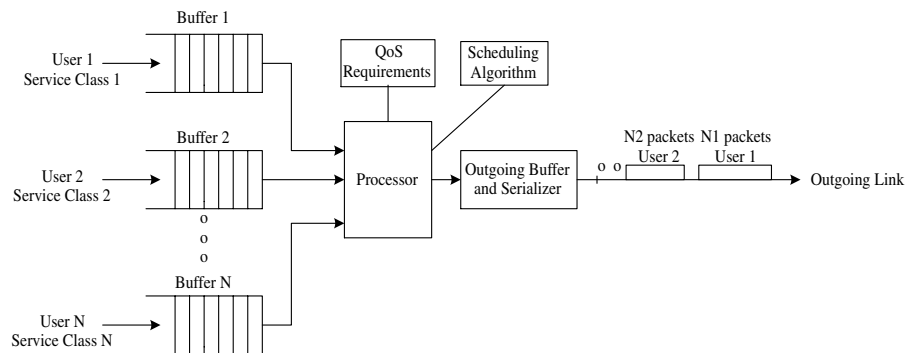 Buffer 1
User 1
Service Class 1
QoS
Requirements
Scheduling
Algorithm
Buffer 2
User 2
Service Class 2
Processor
Outgoing Buffer
and Serializer
o o
N2 packets
User 2
N1 packets
User 1
Outgoing Link
o
o
o
Buffer N
User N
Service Class N